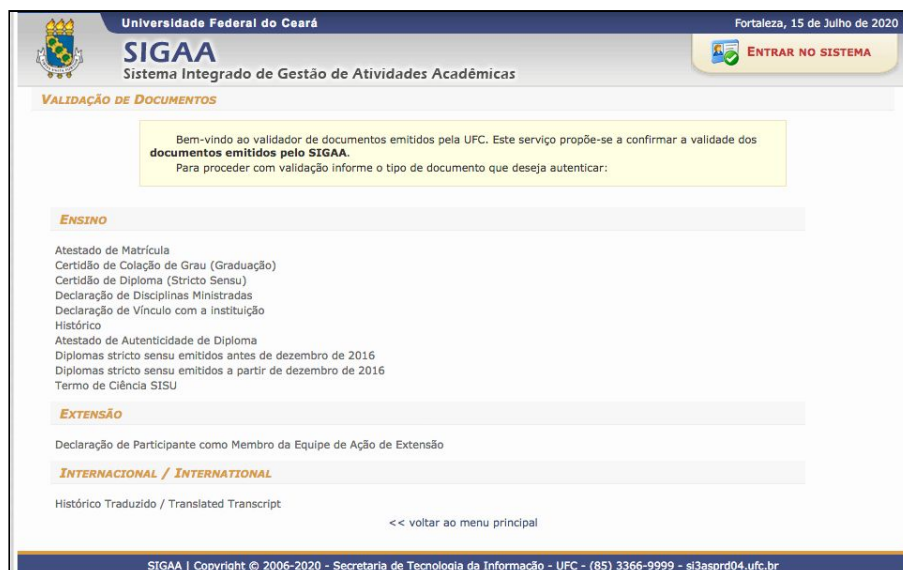 Universidade Federal do Ceará
Fortaleza, 15 de Julho de 2020
SIGAA
ENTRAR NO SISTEMA
Sistema Integrado de Gestão de Atividades Acadêmicas
VALIDAÇÃO DE DOCUMENTOS
Bem-vindo ao validador de documentos emitidos pela UFC. Este serviço propõe-se a confirmar a validade dos
documentos emitidos pelo SIGAA.
Para proceder com validação informe o tipo de documento que deseja autenticar:
ENSINO
Atestado de Matrícula
Certidão de Colação de Grau (Graduação)
Certidão de Diploma (Stricto Sensu)
Declaração de Disciplinas Ministradas
Declaração de Vínculo com a instituição
Histórico
Atestado de Autenticidade de Diploma
Diplomas stricto sensu emitidos antes de dezembro de 2016
Diplomas stricto sensu emitidos a partir de dezembro de 2016
Termo de Ciência SISU
EXTENSÃO
Declaração de Participante como Membro da Equipe de Ação de Extensão
INTERNACIONAL / INTERNATIONAL
Histórico Traduzido / Translated Transcript
<< voltar ao menu principal
SIGAA | Copyright © 2006-2020 - Secretaria de Tecnologia da Informação - UFC - (85) 3366-9999 - si3asprd04.ufc.br